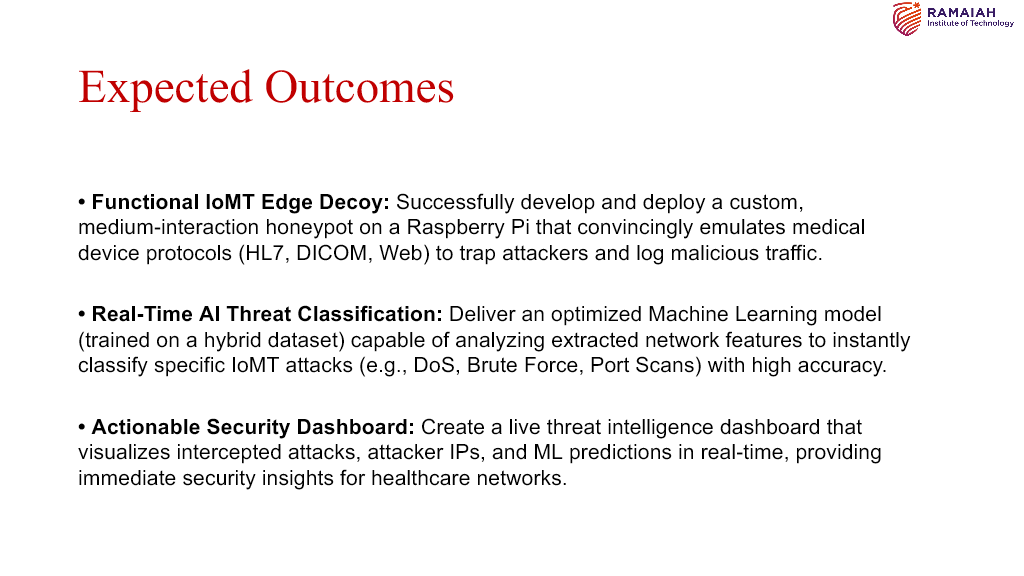 RAMAIAH
Institute of Technology
Expected Outcomes
• Functional IoMT Edge Decoy: Successfully develop and deploy a custom,
medium-interaction honeypot on a Raspberry Pi that convincingly emulates medical
device protocols (HL7, DICOM, Web) to trap attackers and log malicious traffic.
• Real-Time AI Threat Classification: Deliver an optimized Machine Learning model
(trained on a hybrid dataset) capable of analyzing extracted network features to instantly
classify specific IoMT attacks (e.g., DoS, Brute Force, Port Scans) with high accuracy.
• Actionable Security Dashboard: Create a live threat intelligence dashboard that
visualizes intercepted attacks, attacker IPs, and ML predictions in real-time, providing
immediate security insights for healthcare networks.